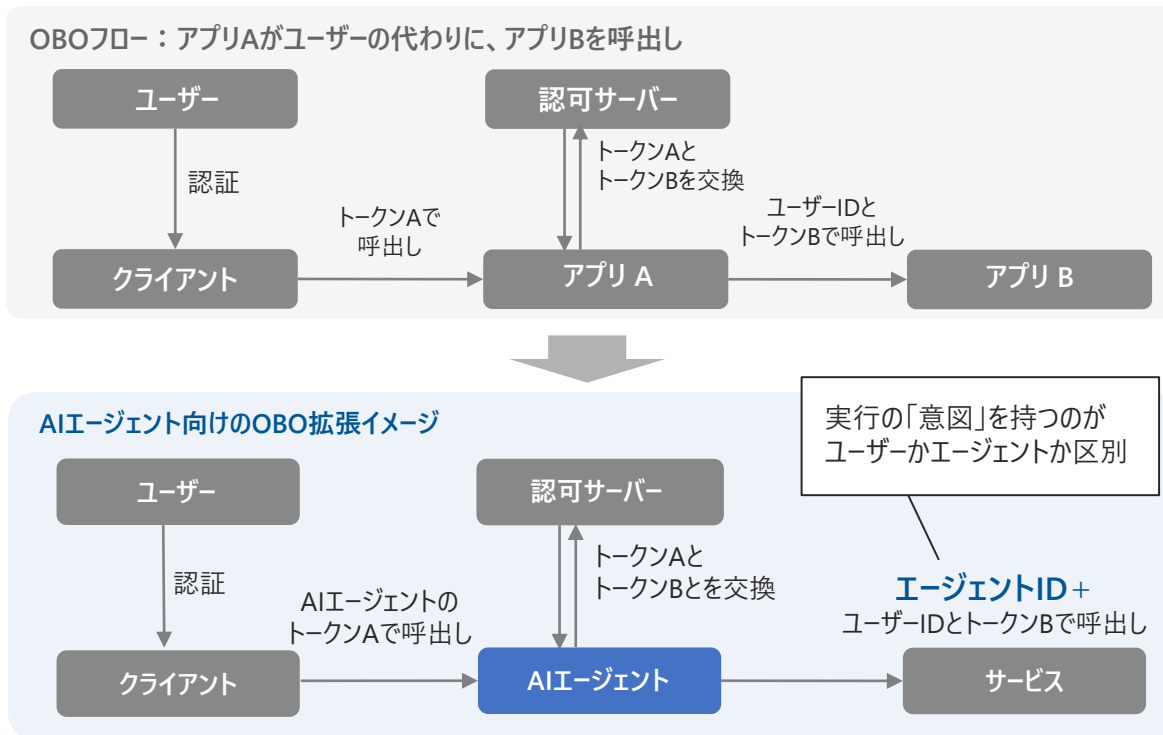 OBOフロー：アプリAがユーザーの代わりに、アプリBを呼出し
ユーザー
認可サーバー
認証
トークンAと
トークンBを交換
トークンAで
呼出し
ユーザーIDと
トークンBで呼出し
クライアント
アプリ A
アプリ B
AIエージェント向けのOBO拡張イメージ
実行の「意図」を持つのが
ユーザーかエージェントか区別
ユーザー
認可サーバー
認証
トークンAと
トークンBとを交換
AIエージェントの
トークンAで呼出し
エージェントID+
ユーザーIDとトークンBで呼出し
クライアント
AIエージェント
サービス